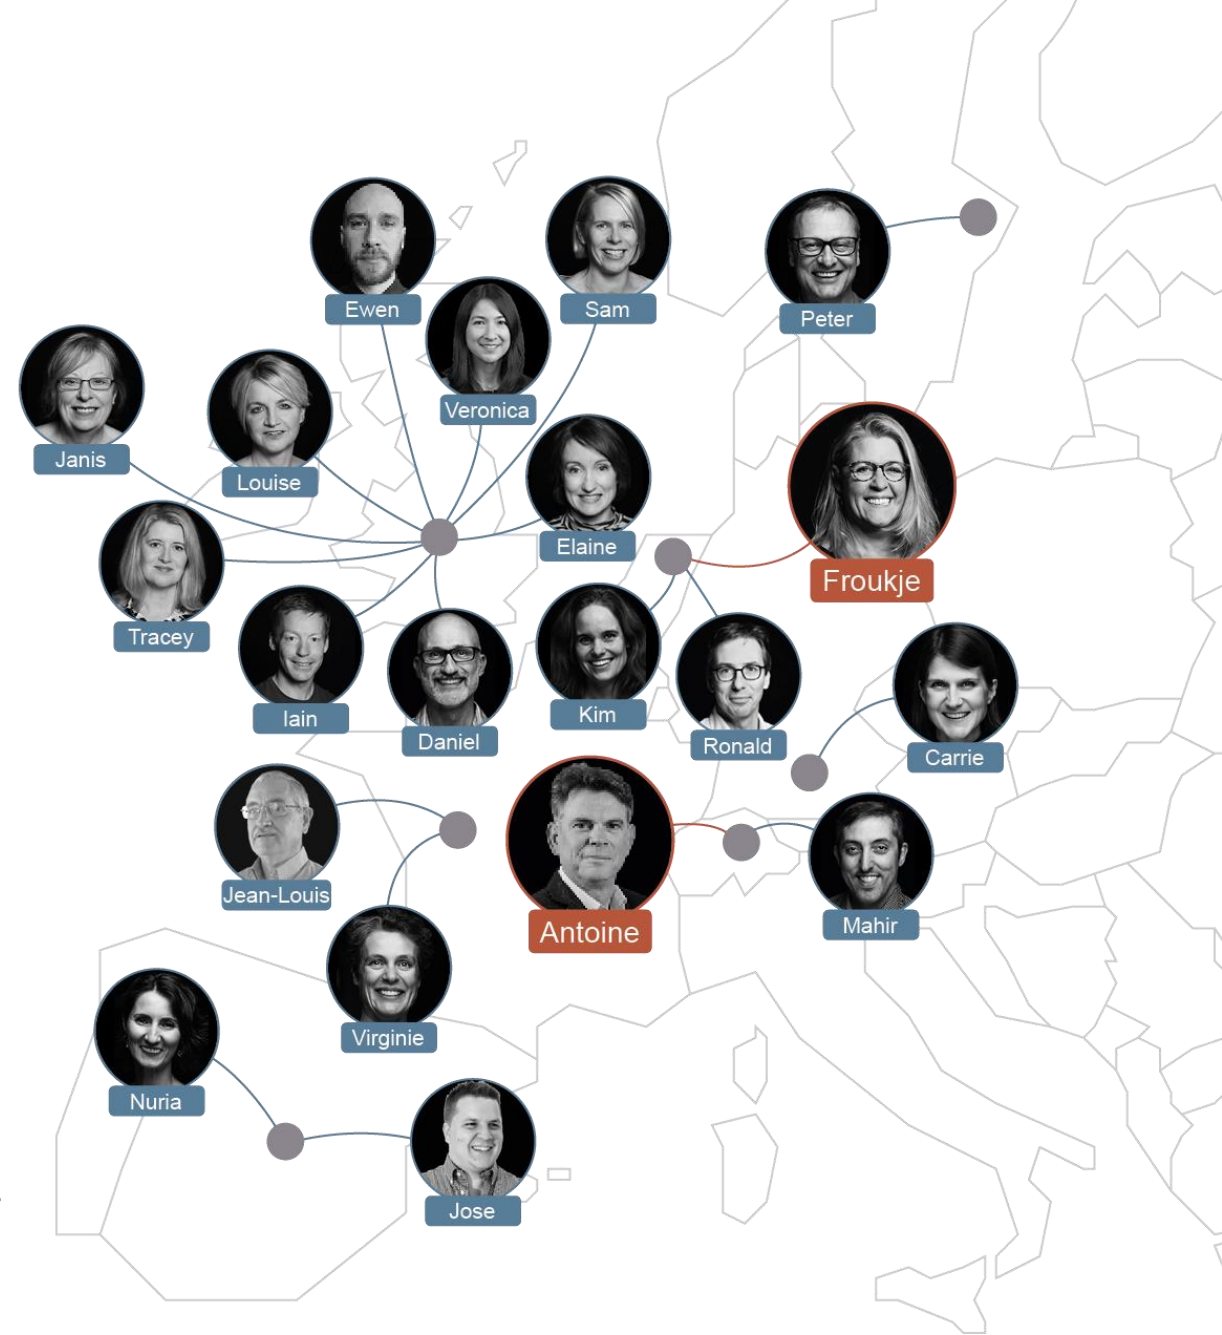 Ewen
Sam
Peter
Veronica
Janis
Louise
Elaine
Froukje
Tracey
Iain
Daniel
Kim
Ronald
Carrie
Jean-Louis
Antoine
Mahir
Virginie
Nuria
Jose